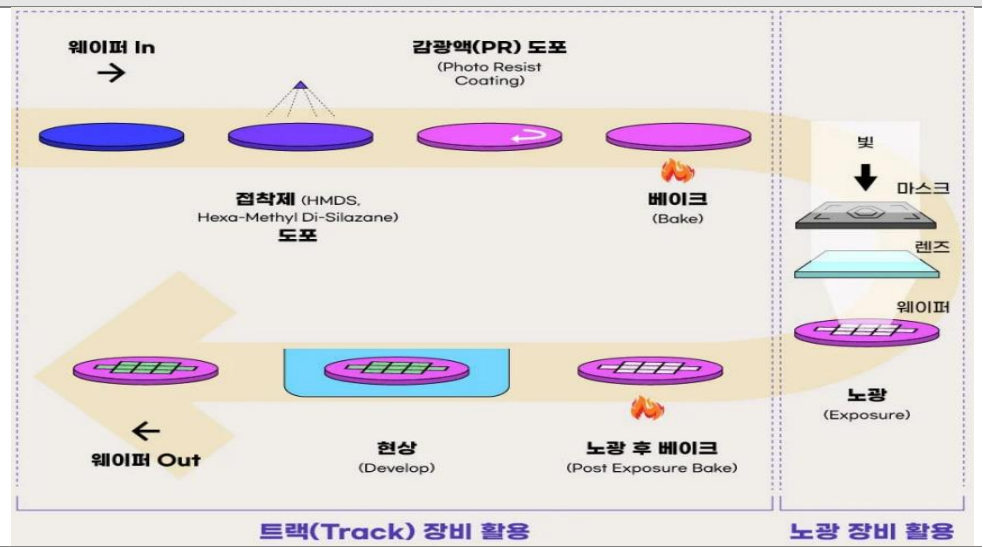 웨이퍼 In
감광액(PR) 도포
(Photo Resist
Coating)
접착제 (HMDS,
Hexa-Methyl Di-Silazane)
도포
베이크
(Bake)
빛
마스크
렌즈
웨이퍼
노광
(Exposure)
노광 후 베이크
(Post Exposure Bake)
현상
(Develop)
웨이퍼 Out
트랙(Track) 장비 활용
노광 장비 활용